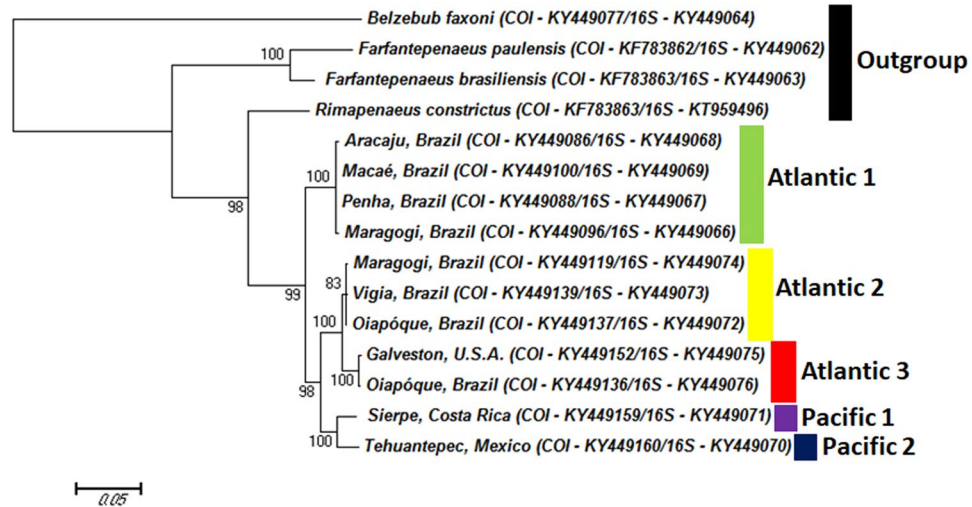 Belzebub faxoni (COI - KY449077/16S - KY449064)
Farfantepenaeus paulensis (COI - KF783862/16S - KY449062)
Farfantepenaeus brasiliensis (COI - KF783863/16S - KY449063)
Rimapenaeus constrictus (COI - KF783863/16S - KT959496)
Outgroup
Aracaju, Brazil (COI - KY449086/16S - KY449068)
Macaé, Brazil (COI - KY449100/16S - KY449069)
Penha, Brazil (COI - KY449088/16S - KY449067)
Maragogi, Brazil (COI - KY449096/16S - KY449066)
Atlantic 1
Maragogi, Brazil (COI - KY449119/16S - KY449074)
Vigia, Brazil (COI - KY449139/16S - KY449073)
Oiapóque, Brazil (COI - KY449137/16S - KY449072)
Atlantic 2
Galveston, U.S.A. (COI - KY449152/16S - KY449075)
Oiapóque, Brazil (COI - KY449136/16S - KY449076)
Atlantic 3
Sierpe, Costa Rica (COI - KY449159/16S - KY449071)
Pacific 1
Tehuantepec, Mexico (COI - KY449160/16S - KY449070)
Pacific 2
100
98
100
99
83
100
100
98
100
0.05